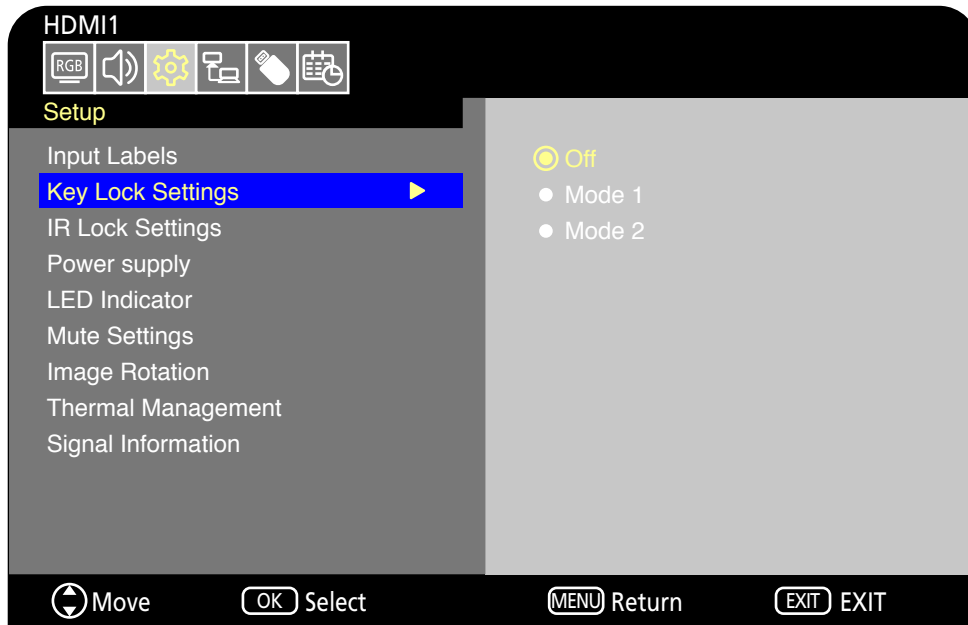 HDMI1
RGB
Setup
Input Labels
Key Lock Settings
IR Lock Settings
Power supply
LED Indicator
Mute Settings
Image Rotation
Thermal Management
Signal Information
Off
Mode 1
Mode 2
Move OK Select MENU Return EXIT EXIT